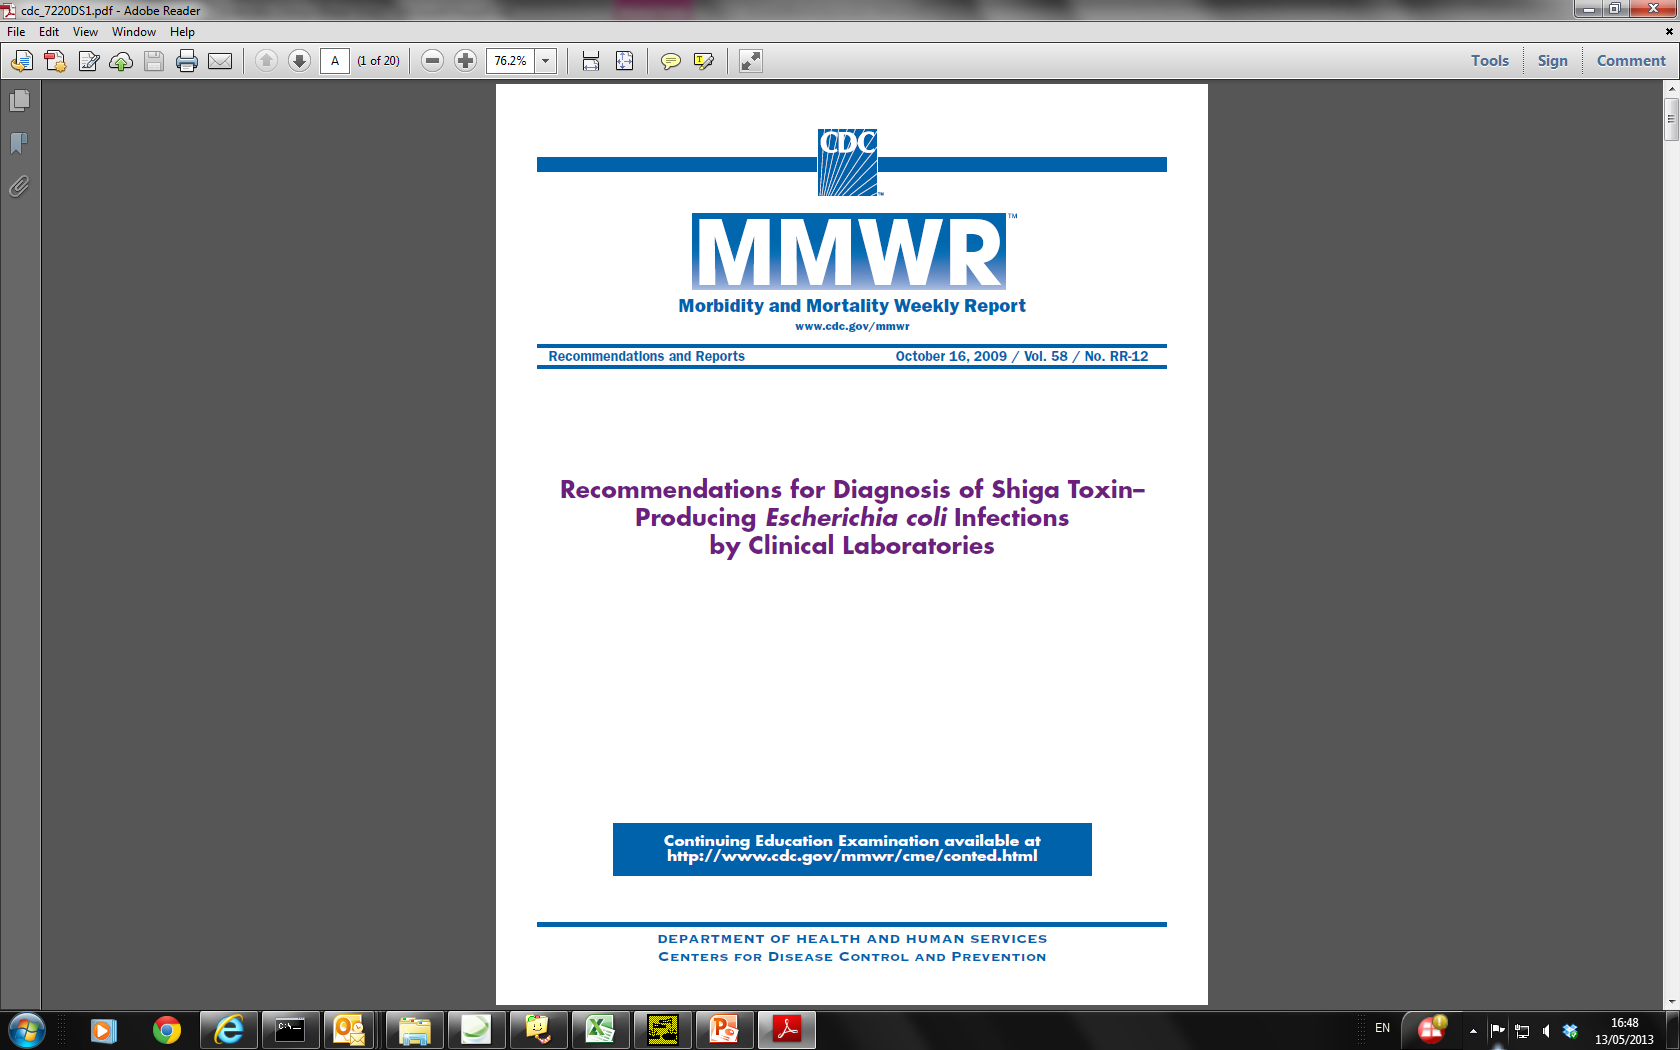 cdc_7220DS1.pdf - Adobe Reader
File Edit View Window Help
A (1 of 20) 76.2% Tools Sign Comment
CDC
™
MMWR
™
Morbidity and Mortality Weekly Report
www.cdc.gov/mmwr
Recommendations and Reports October 16, 2009 / Vol. 58 / No. RR-12
Recommendations for Diagnosis of Shiga Toxin–
Producing Escherichia coli Infections
by Clinical Laboratories
Continuing Education Examination available at
http://www.cdc.gov/mmwr/cme/conted.html
DEPARTMENT OF HEALTH AND HUMAN SERVICES
CENTERS FOR DISEASE CONTROL AND PREVENTION
EN
16:48
13/05/2013